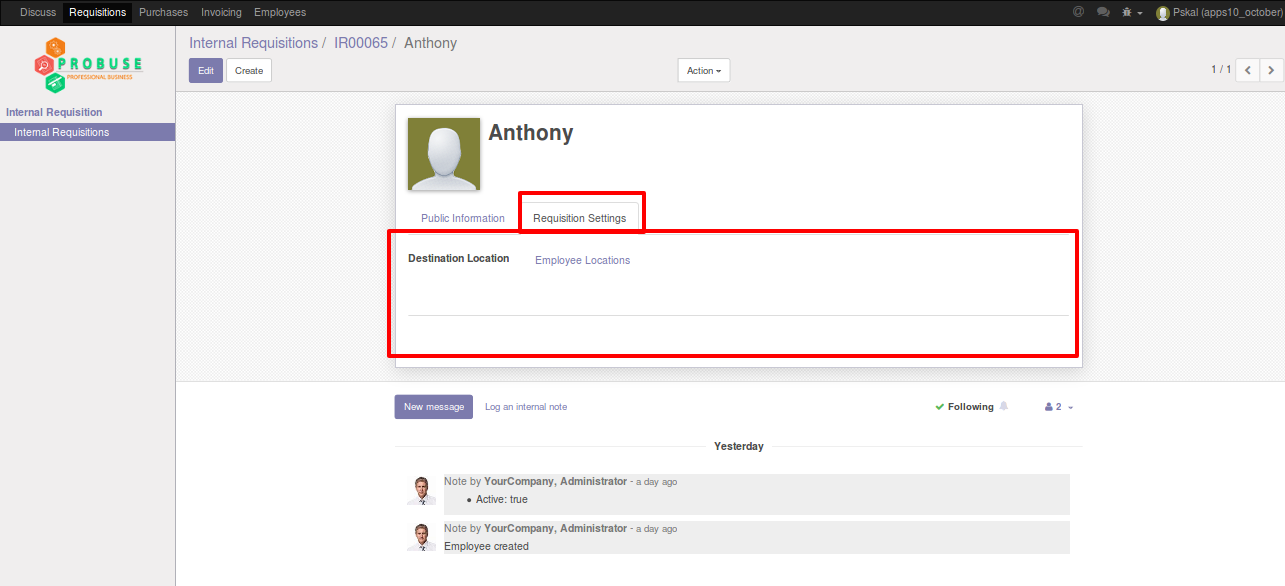 Discuss Requisitions Purchases Invoicing Employees @ Pskal (apps10_october)
PROBUSE
PROFESSIONAL BUSINESS
Internal Requisition
Internal Requisitions
Internal Requisitions / IR00065 / Anthony
Edit Create Action 1 / 1
Anthony
Public Information Requisition Settings
Destination Location Employee Locations
New message Log an internal note Following 2
Yesterday
Note by YourCompany, Administrator - a day ago
• Active: true
Note by YourCompany, Administrator - a day ago
Employee created